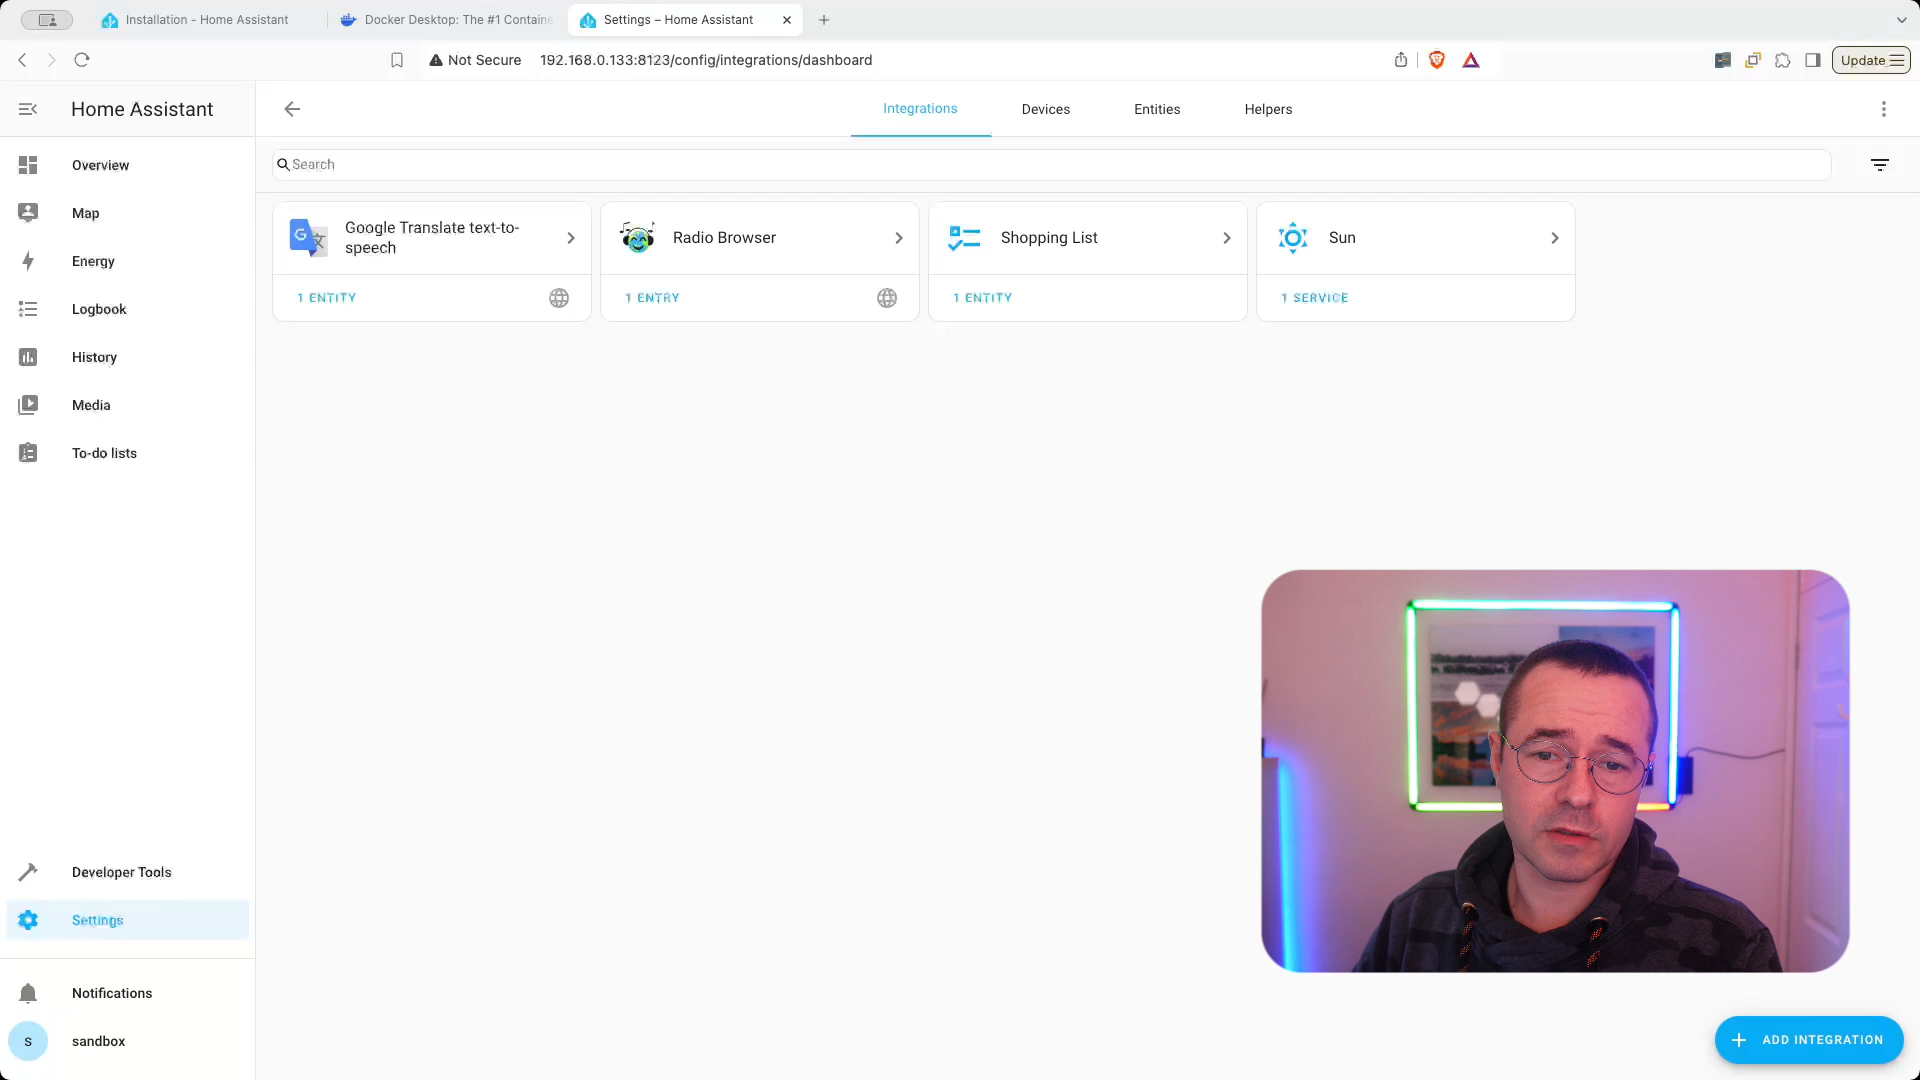 Installation - Home Assistant
Docker Desktop: The #1 Containe
Settings – Home Assistant
Not Secure
192.168.0.133:8123/config/integrations/dashboard
Update
Home Assistant
Integrations
Devices
Entities
Helpers
Overview
Search
Map
Google Translate text-to-
speech
Radio Browser
Shopping List
Sun
Energy
1 ENTITY
1 ENTRY
1 ENTITY
1 SERVICE
Logbook
History
Media
To-do lists
Developer Tools
Settings
Notifications
s
sandbox
ADD INTEGRATION